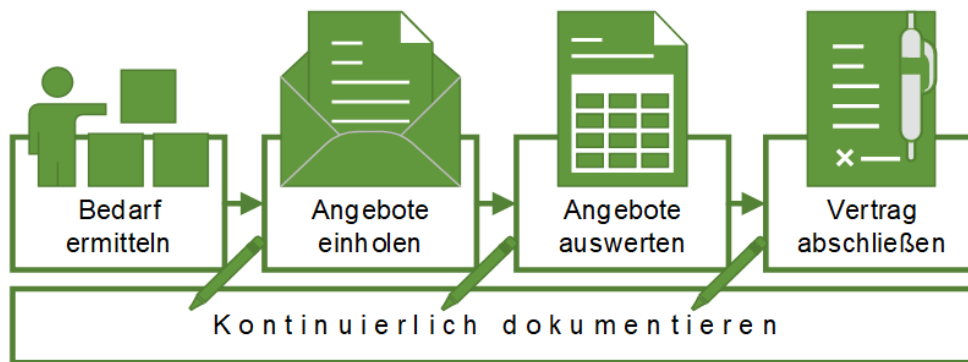 Bedarf
ermitteln
Angebote
einholen
Angebote
auswerten
Vertrag
abschließen
Kontinuierlich dokumentieren